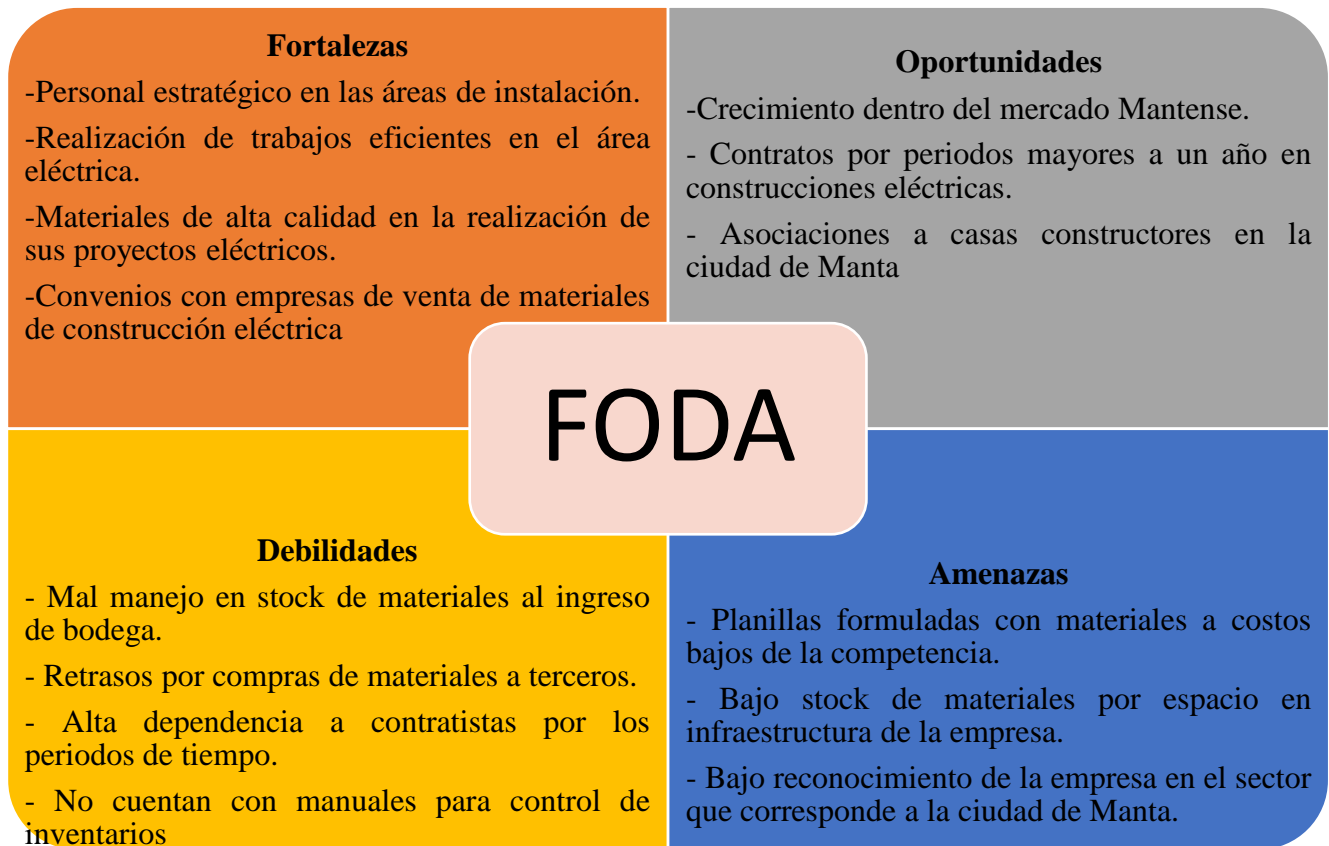 Fortalezas
-Personal estratégico en las áreas de instalación.
-Realización de trabajos eficientes en el área
eléctrica.
-Materiales de alta calidad en la realización de
sus proyectos eléctricos.
-Convenios con empresas de venta de materiales
de construcción eléctrica
Oportunidades
-Crecimiento dentro del mercado Mantense.
- Contratos por periodos mayores a un año en
construcciones eléctricas.
- Asociaciones a casas constructores en la
ciudad de Manta
FODA
Debilidades
- Mal manejo en stock de materiales al ingreso
de bodega.
- Retrasos por compras de materiales a terceros.
- Alta dependencia a contratistas por los
periodos de tiempo.
- No cuentan con manuales para control de
inventarios
Amenazas
- Planillas formuladas con materiales a costos
bajos de la competencia.
- Bajo stock de materiales por espacio en
infraestructura de la empresa.
- Bajo reconocimiento de la empresa en el sector
que corresponde a la ciudad de Manta.